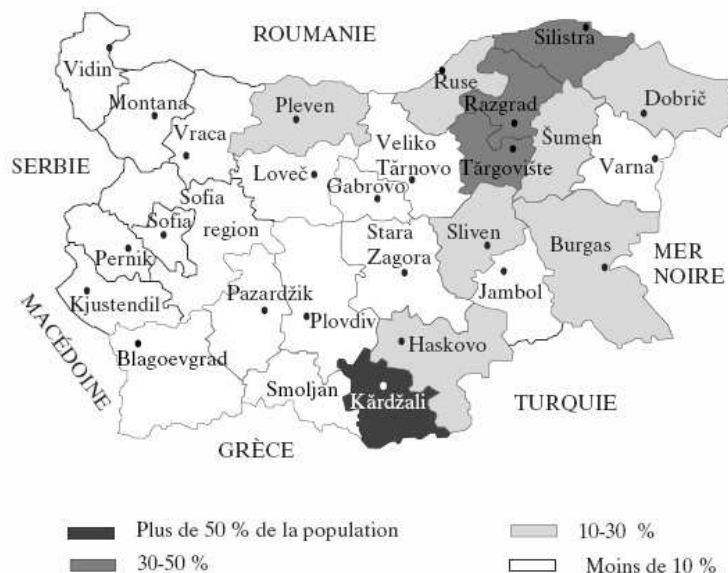 ROUMANIE
Silistra
Vidin
Ruse
Montana
Pleven
Razgrad
Dobrič
Vraca
Šumen
Veliko
Tărnovo
SERBIE
Loveč
Tărgovište
Varna
Gabrovo
Sofia
region
Sofia
Stara
Zagora
Sliven
Burgas
MER
NOIRE
Pernik
Kjustendil
Pazardžik
Jambol
Plovdiv
MACÉDOINE
Blagoevgrad
Haskovo
Smoljan
Kărdžali
TURQUIE
GRÈCE
Plus de 50 % de la population
10-30 %
30-50 %
Moins de 10 %